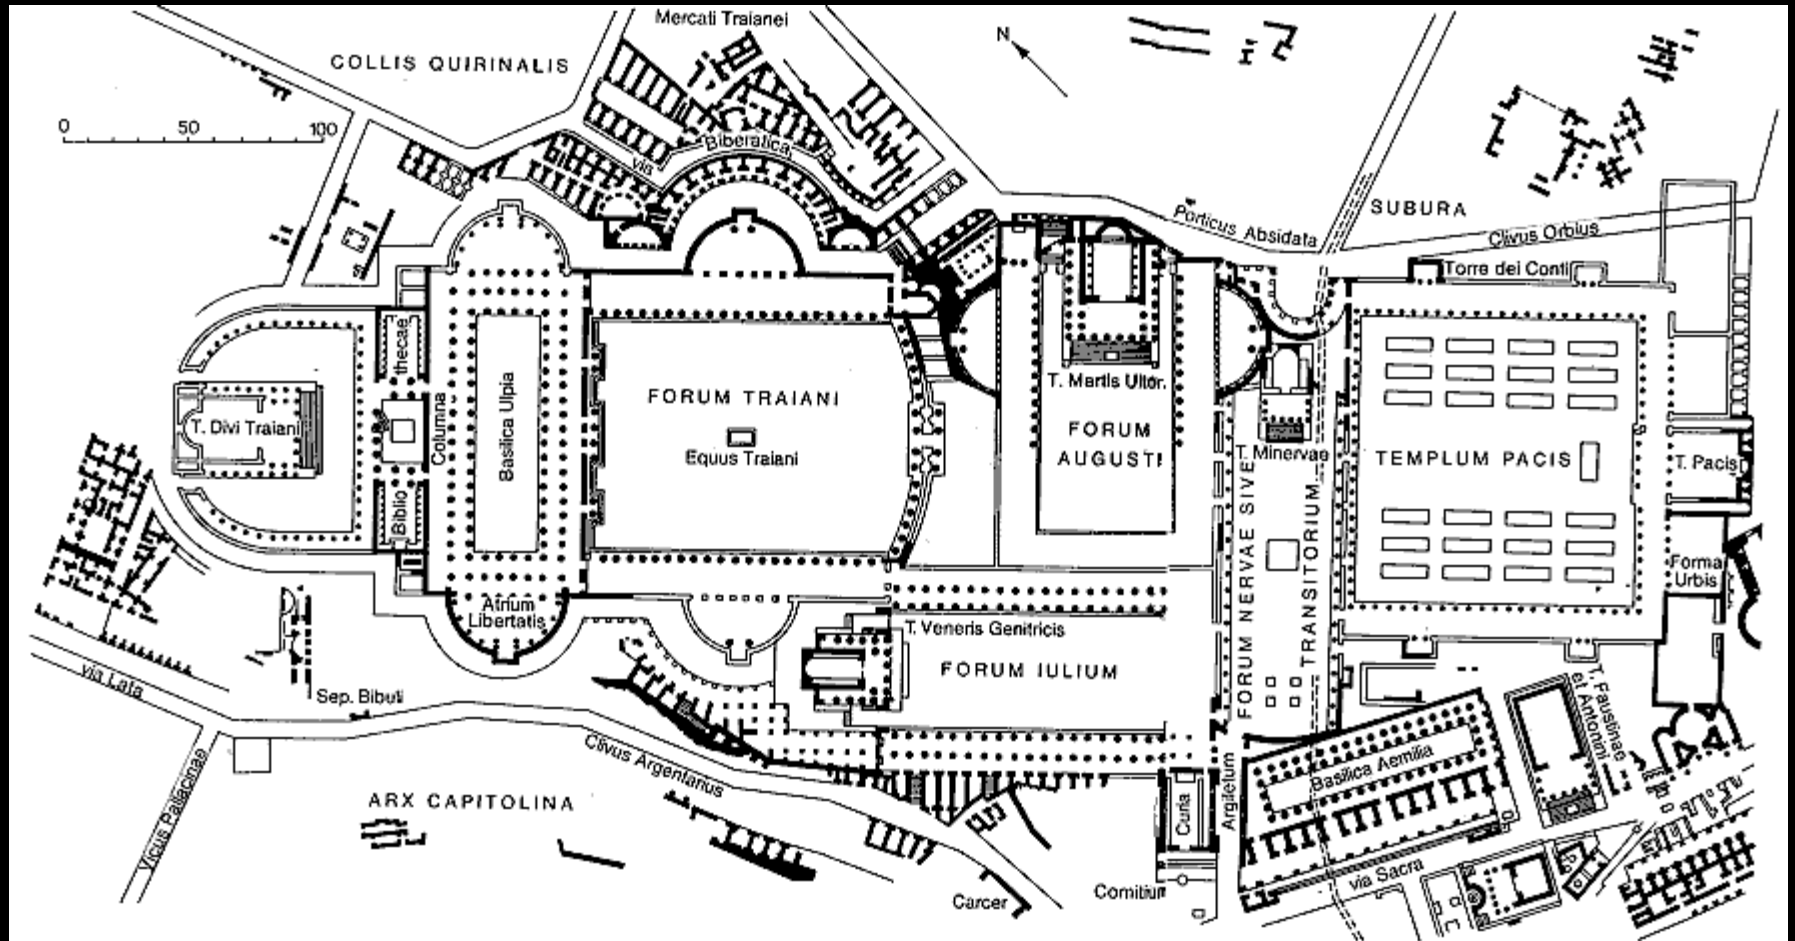 Mercati Traianei
COLLIS QUIRINALIS
N
0 50 100
via Biberatica
Porticus Absidata
SUBURA
Clivus Orbius
Torre dei Conti
thecae
T. Divi Traiani
Columna
Basilica Ulpia
FORUM TRAIANI
Equus Traiani
T. Martis Ultor.
FORUM
AUGUSTI
T. Minervae
TEMPLUM PACIS
T. Pacis
Biblio
FORUM NERVAE SIVE
TRANSITORIUM
Forma
Urbis
Atrium
Libertatis
T. Veneris Genitricis
FORUM IULIUM
via Lata
Sep. Bibuli
T. Faustinae
et Antonini
Clivus Argentarius
Basilica Aemilia
Vicus Pallacinae
ARX CAPITOLINA
Curia
Argiletum
via Sacra
Carcer
Comitium